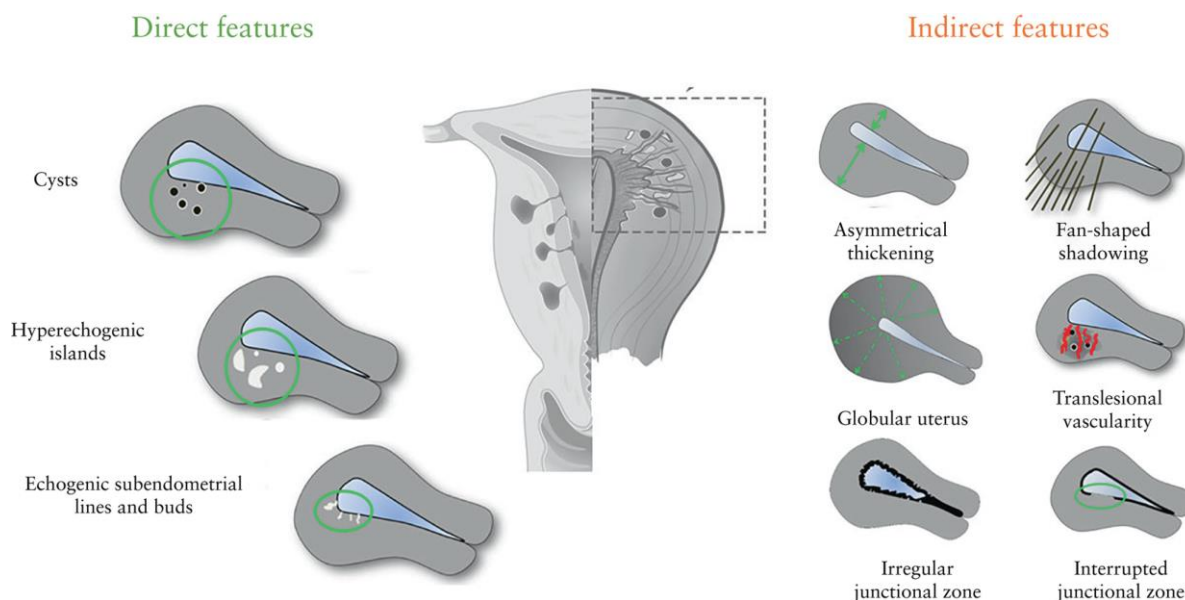 Direct features
Indirect features
Cysts
Hyperechogenic
islands
Echogenic subendometrial
lines and buds
Asymmetrical
thickening
Fan-shaped
shadowing
Globular uterus
Translesional
vascularity
Irregular
junctional zone
Interrupted
junctional zone